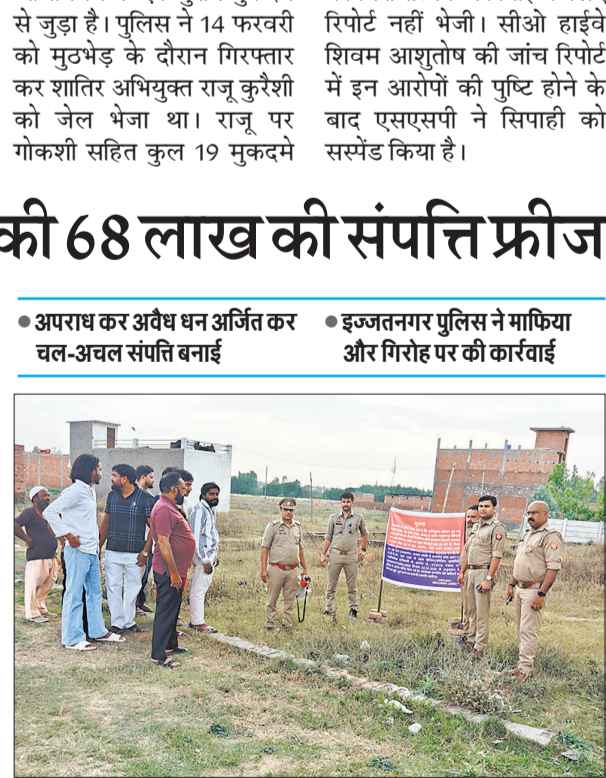 से जुड़ा है। पुलिस ने 14 फरवरी
को मुठभेड़ के दौरान गिरफ्तार
कर शातिर अभियुक्त राजू कुरैशी
को जेल भेजा था। राजू पर
गोकशी सहित कुल 19 मुकदमे
रिपोर्ट नहीं भेजी। सीओ हाईवे
शिवम आशुतोष की जांच रिपोर्ट
में इन आरोपों की पुष्टि होने के
बाद एसएसपी ने सिपाही को
सस्पेंड किया है।
की 68 लाख की संपत्ति फ्रीज
● अपराध कर अवैध धन अर्जित कर
चल-अचल संपत्ति बनाई
● इज्जतनगर पुलिस ने माफिया
और गिरोह पर की कार्रवाई